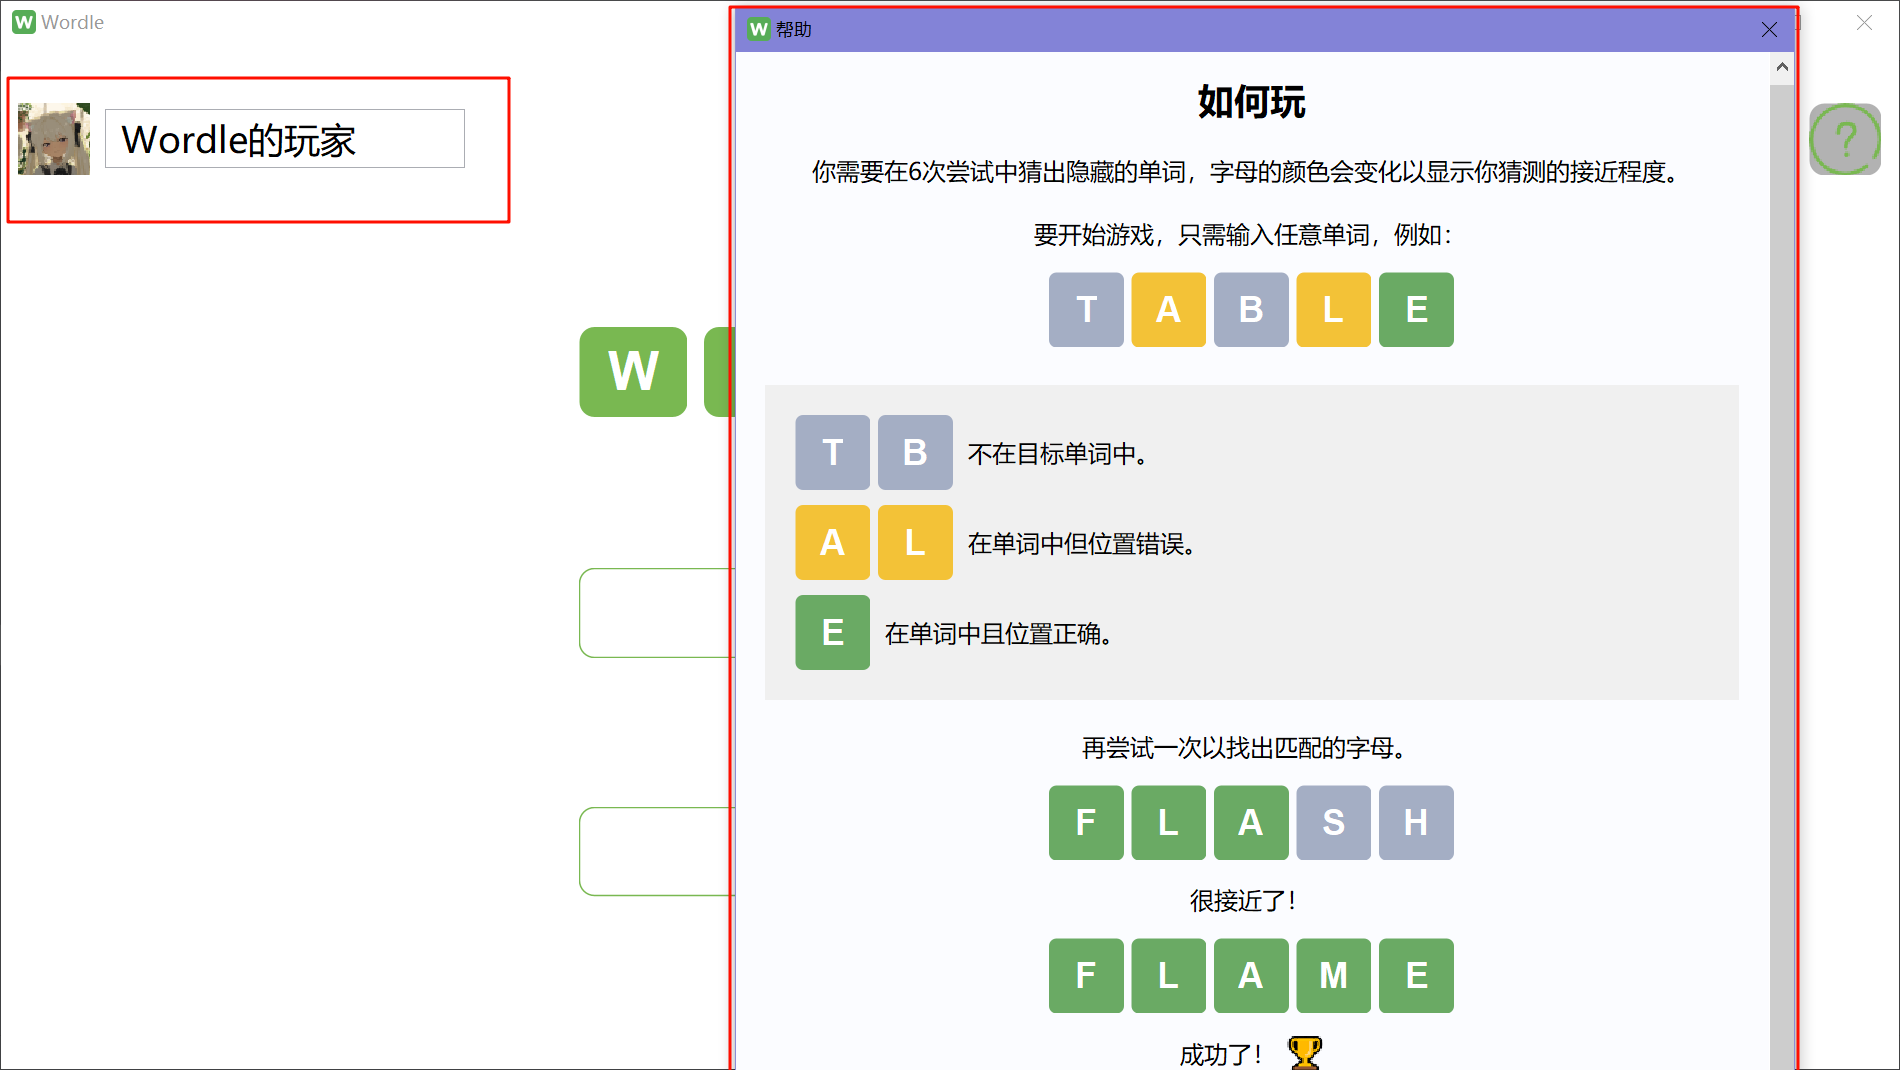 W Wordle
Wordle的玩家
W
W 帮助
如何玩
你需要在6次尝试中猜出隐藏的单词，字母的颜色会变化以显示你猜测的接近程度。
要开始游戏，只需输入任意单词，例如：
T A B L E
T B 不在目标单词中。
A L 在单词中但位置错误。
E 在单词中且位置正确。
再尝试一次以找出匹配的字母。
F L A S H
很接近了！
F L A M E
成功了！
?